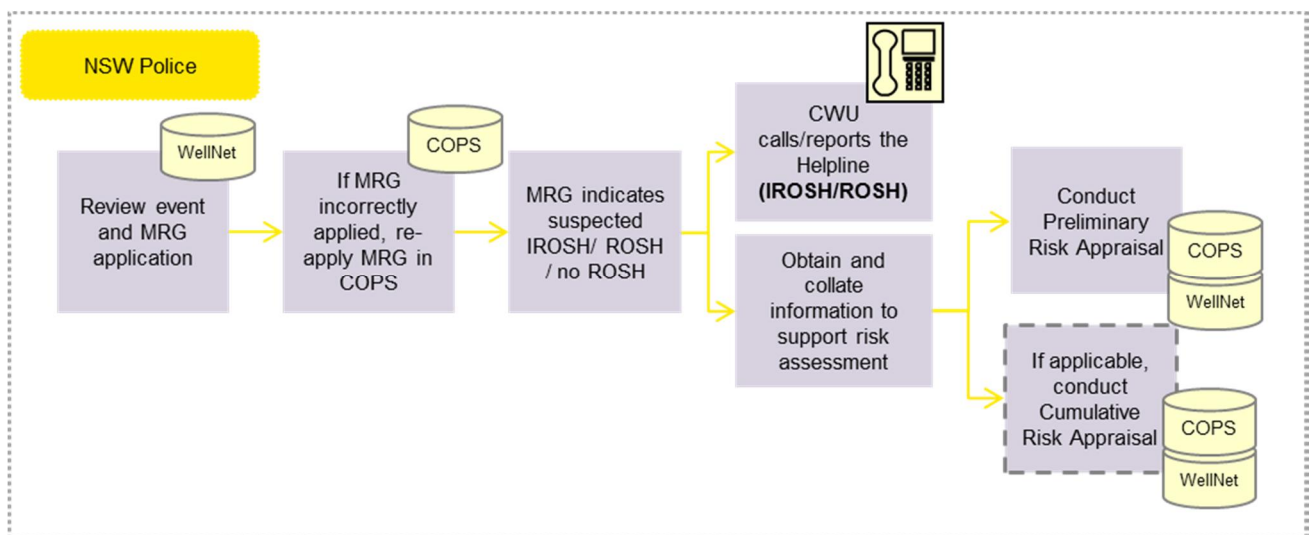 NSW Police
WellNet
Review event
and MRG
application
COPS
If MRG
incorrectly
applied, re-
apply MRG in
COPS
MRG indicates
suspected
IROSH/ ROSH
/ no ROSH
CWU
calls/reports the
Helpline
(IROSH/ROSH)
Obtain and
collate
information to
support risk
assessment
Conduct
Preliminary
Risk Appraisal
COPS
WellNet
If applicable,
conduct
Cumulative
Risk Appraisal
COPS
WellNet